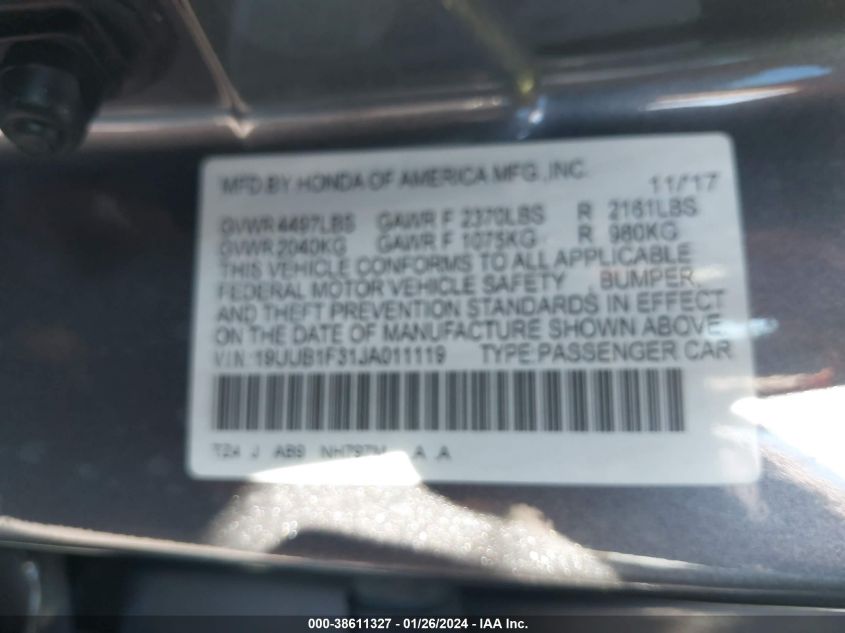 MFD.BY HONDA OF AMERICA MFG.,INC. 11/17
GVWR 4497LBS GAWR F 2370LBS R 2161LBS
GVWR 2040KG GAWR F 1075KG R 980KG
THIS VEHICLE CONFORMS TO ALL APPLICABLE
FEDERAL MOTOR VEHICLE SAFETY , BUMPER,
AND THEFT PREVENTION STANDARDS IN EFFECT
ON THE DATE OF MANUFACTURE SHOWN ABOVE
VIN:19UUB1F31JA011119 TYPE:PASSENGER CAR
TZ4 J AB9 NH797M A A
000-38611327 | 01/26/2024 | IAA Inc.